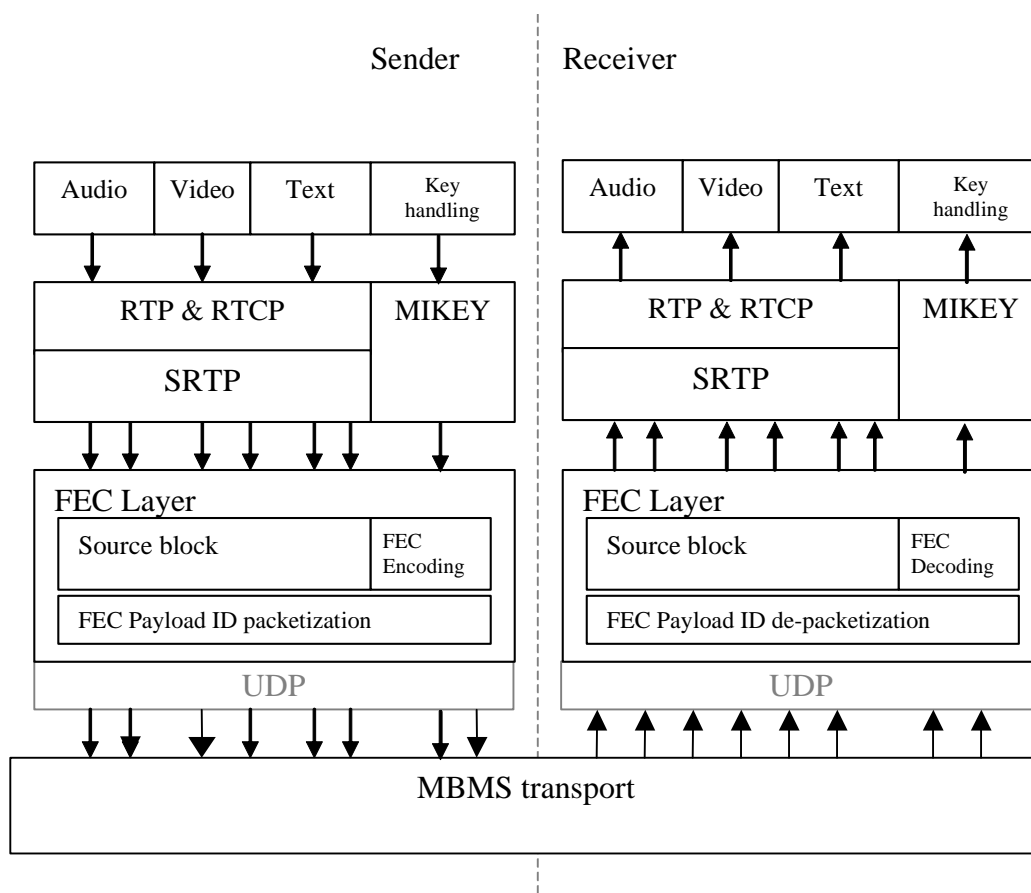 Sender
Receiver
Audio
Video
Text
Key
handling
Audio
Video
Text
Key
handling
RTP & RTCP
MIKEY
RTP & RTCP
MIKEY
SRTP
SRTP
FEC Layer
FEC Layer
Source block
FEC
Encoding
Source block
FEC
Decoding
FEC Payload ID packetization
FEC Payload ID de-packetization
UDP
UDP
MBMS transport